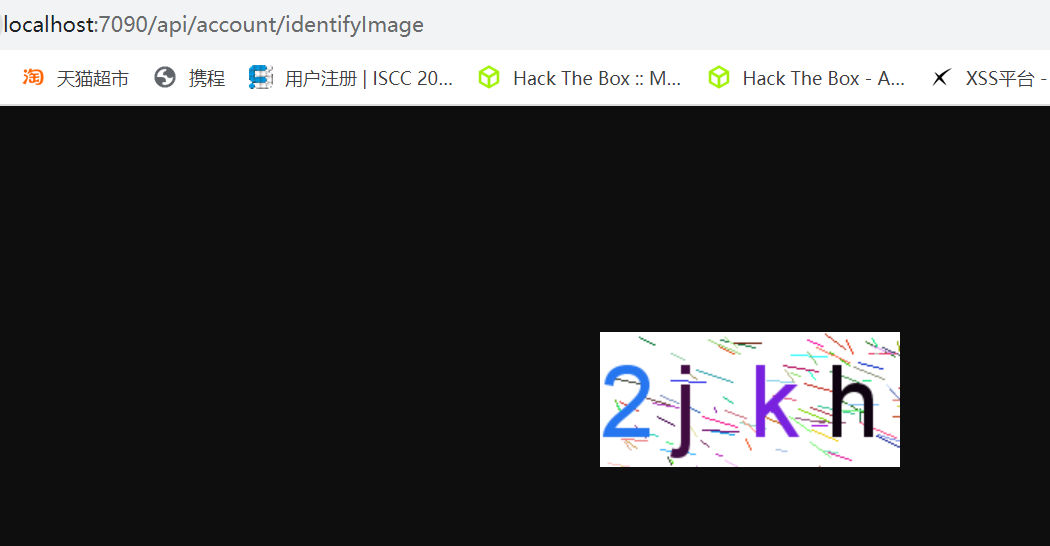 localhost:7090/api/account/identifyImage
淘 天猫超市 携程 用户注册 | ISCC 20... Hack The Box :: M... Hack The Box - A... XSS平台 -
2jkh